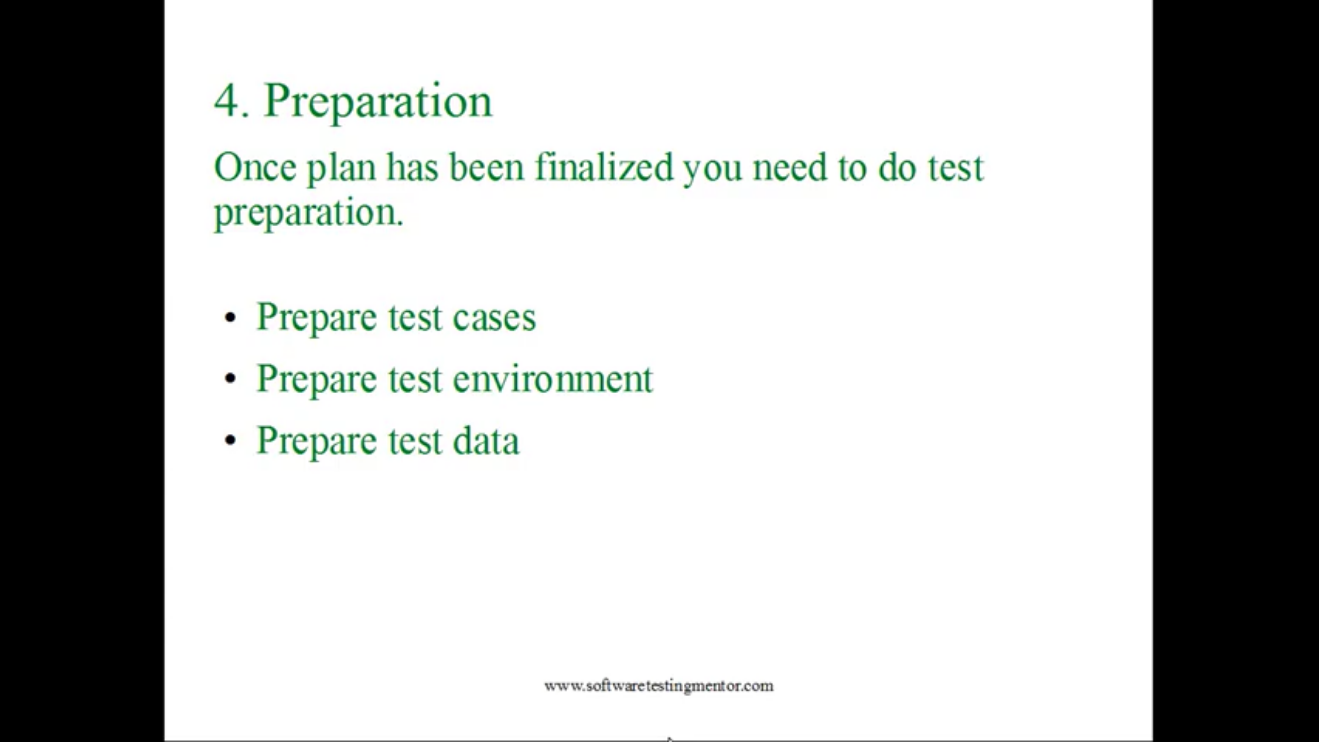 4. Preparation
Once plan has been finalized you need to do test
preparation.
• Prepare test cases
• Prepare test environment
• Prepare test data
www.softwaretestingmentor.com